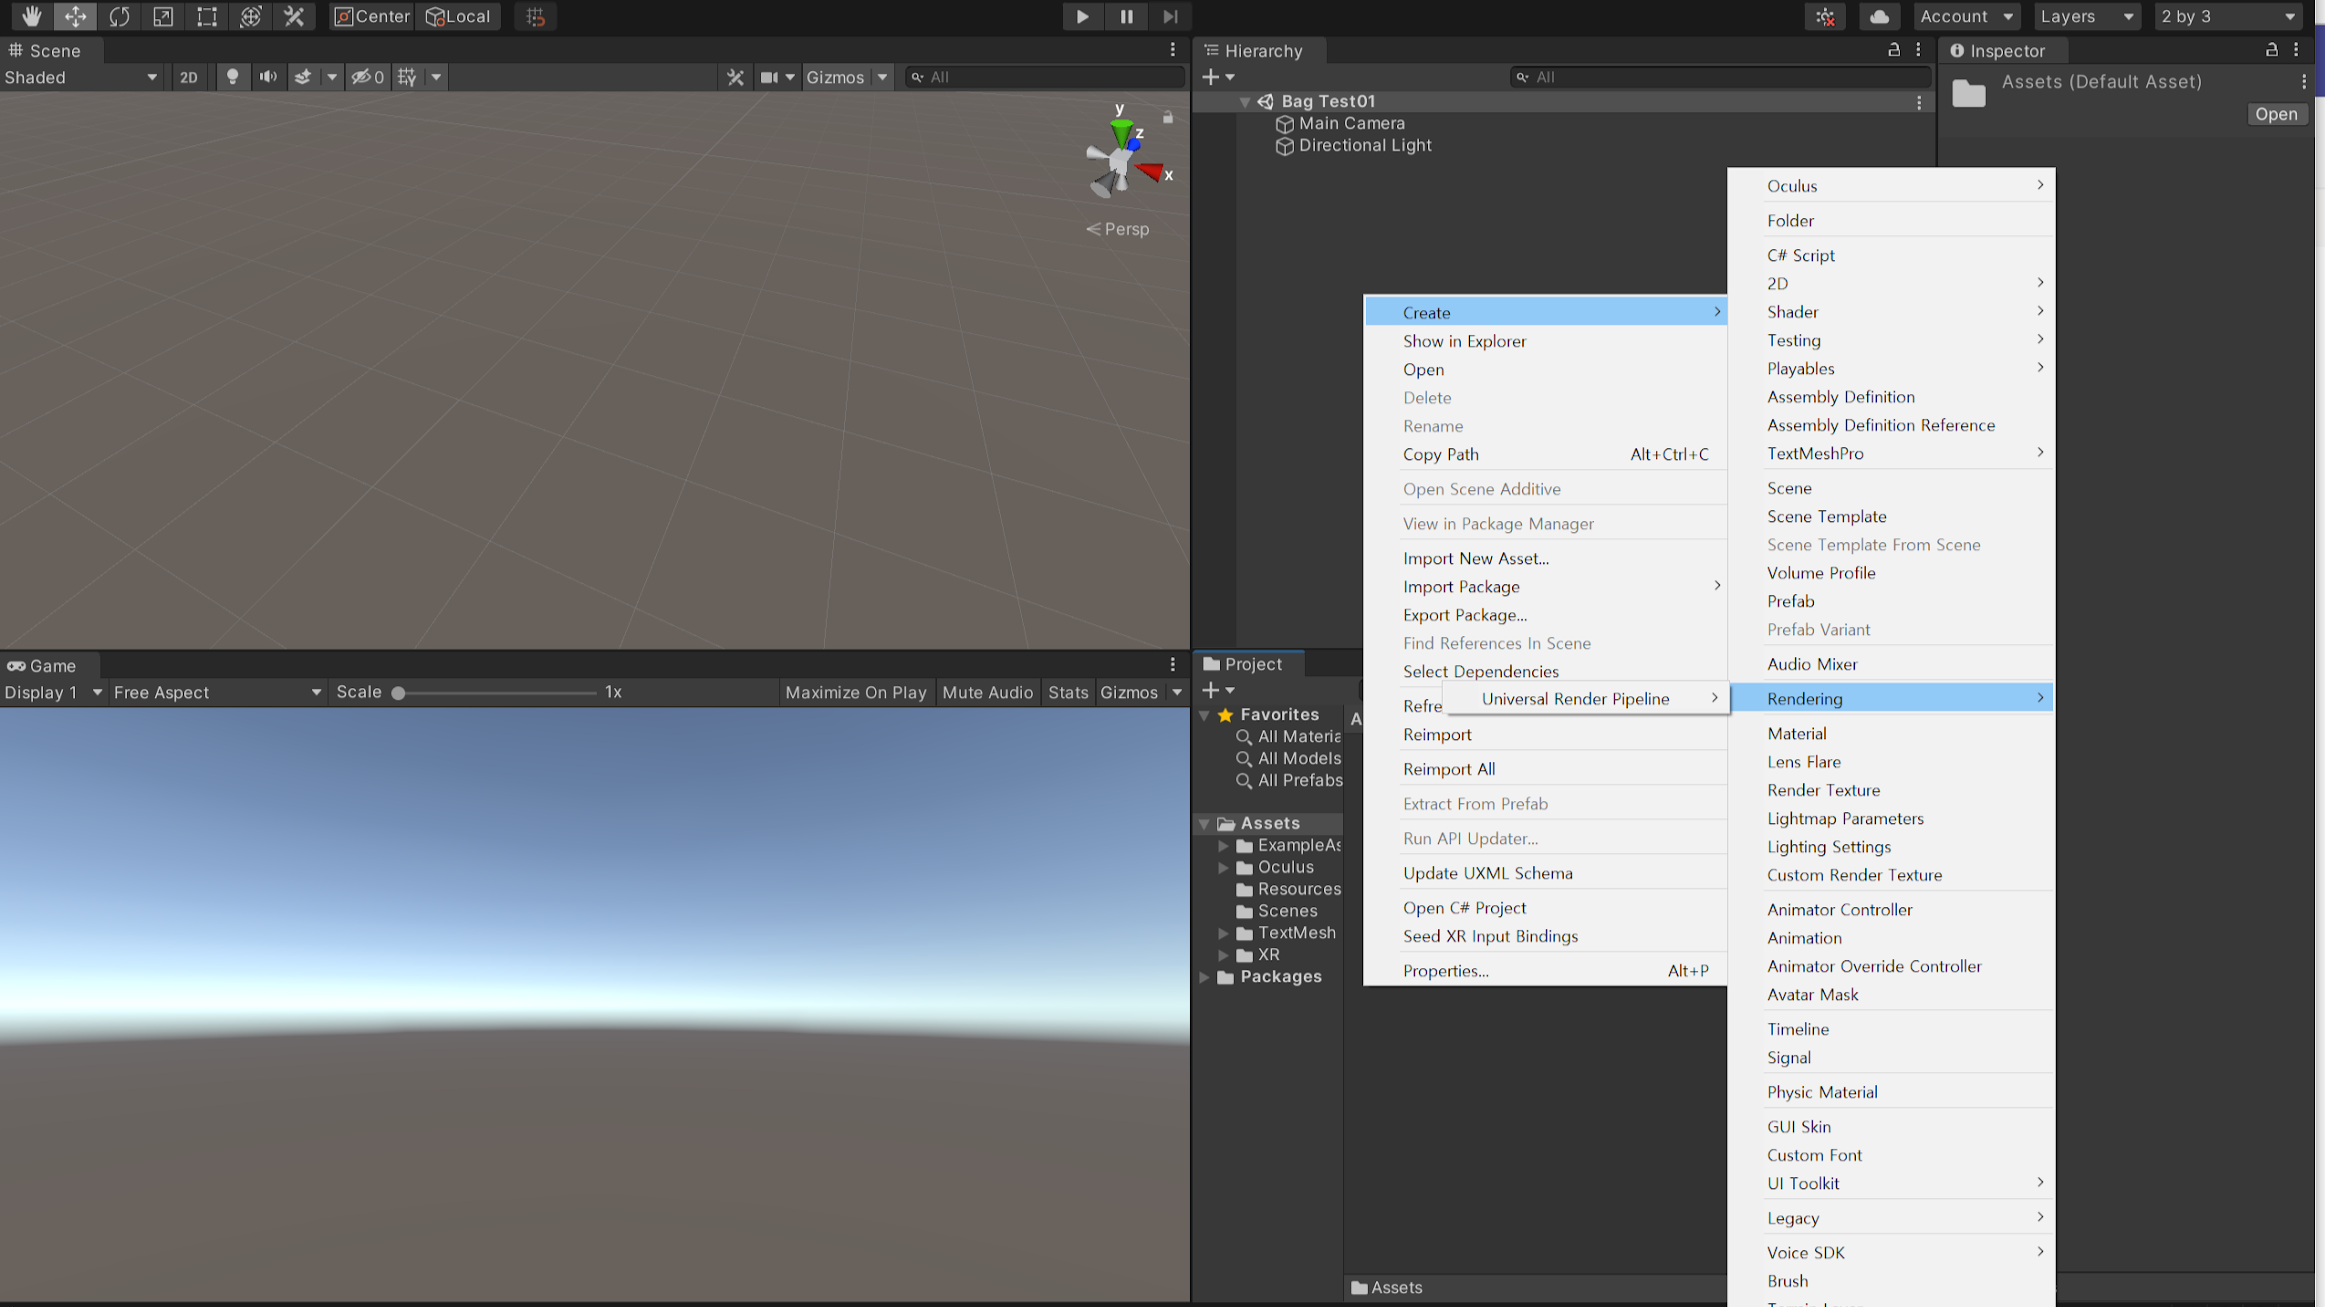 Center
Local
Account
Layers
2 by 3
Scene
Shaded
2D
0
Gizmos
All
y
z
x
Persp
Hierarchy
All
Bag Test01
Main Camera
Directional Light
Inspector
Assets (Default Asset)
Open
Create
Show in Explorer
Open
Delete
Rename
Copy Path Alt+Ctrl+C
Open Scene Additive
View in Package Manager
Import New Asset...
Import Package
Export Package...
Find References In Scene
Select Dependencies
Refre
Universal Render Pipeline
Reimport
Reimport All
Extract From Prefab
Run API Updater...
Update UXML Schema
Open C# Project
Seed XR Input Bindings
Properties... Alt+P
Oculus
Folder
C# Script
2D
Shader
Testing
Playables
Assembly Definition
Assembly Definition Reference
TextMeshPro
Scene
Scene Template
Scene Template From Scene
Volume Profile
Prefab
Prefab Variant
Audio Mixer
Rendering
Material
Lens Flare
Render Texture
Lightmap Parameters
Lighting Settings
Custom Render Texture
Animator Controller
Animation
Animator Override Controller
Avatar Mask
Timeline
Signal
Physic Material
GUI Skin
Custom Font
UI Toolkit
Legacy
Voice SDK
Brush
Game
Display 1
Free Aspect
Scale
1x
Maximize On Play
Mute Audio
Stats
Gizmos
Project
Favorites
All Materia
All Models
All Prefabs
A
Assets
ExampleAs
Oculus
Resources
Scenes
TextMesh
XR
Packages
Assets